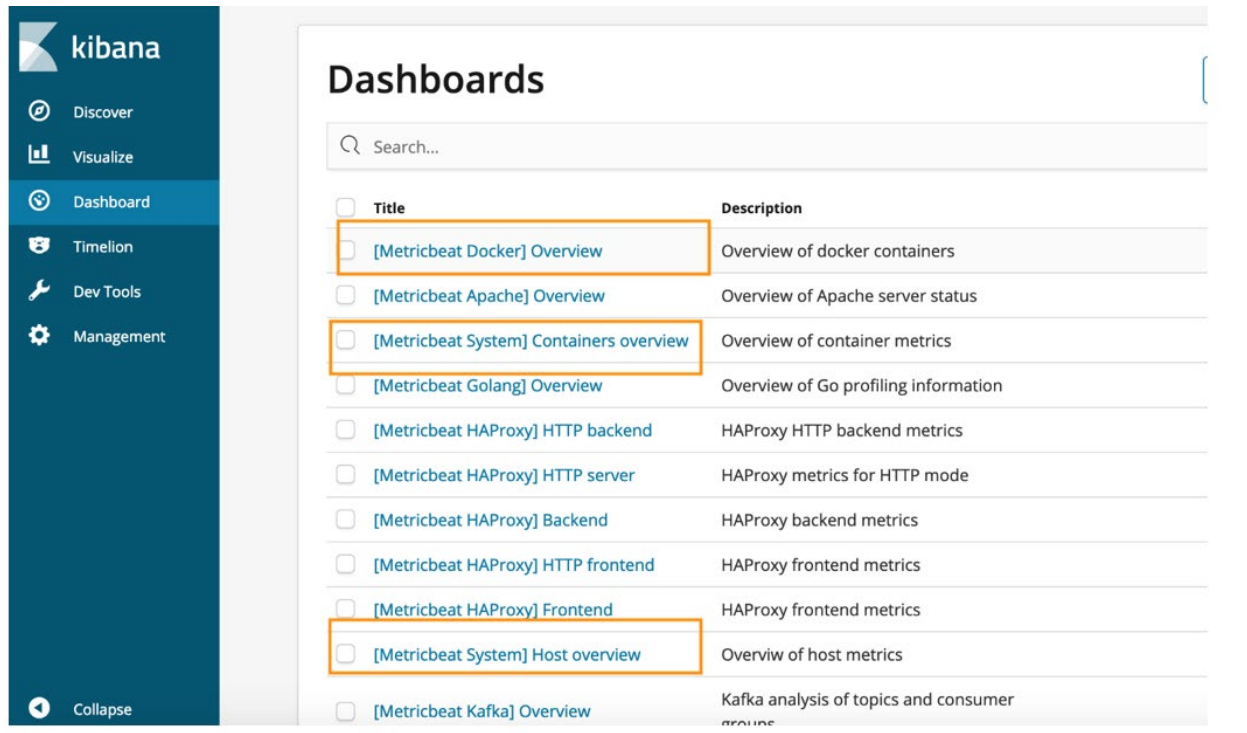 kibana
Discover
Visualize
Dashboard
Timelion
Dev Tools
Management
Collapse
Dashboards
Search...
Title Description
[Metricbeat Docker] Overview Overview of docker containers
[Metricbeat Apache] Overview Overview of Apache server status
[Metricbeat System] Containers overview Overview of container metrics
[Metricbeat Golang] Overview Overview of Go profiling information
[Metricbeat HAProxy] HTTP backend HAProxy HTTP backend metrics
[Metricbeat HAProxy] HTTP server HAProxy metrics for HTTP mode
[Metricbeat HAProxy] Backend HAProxy backend metrics
[Metricbeat HAProxy] HTTP frontend HAProxy frontend metrics
[Metricbeat HAProxy] Frontend HAProxy frontend metrics
[Metricbeat System] Host overview Overviw of host metrics
[Metricbeat Kafka] Overview Kafka analysis of topics and consumer
groups